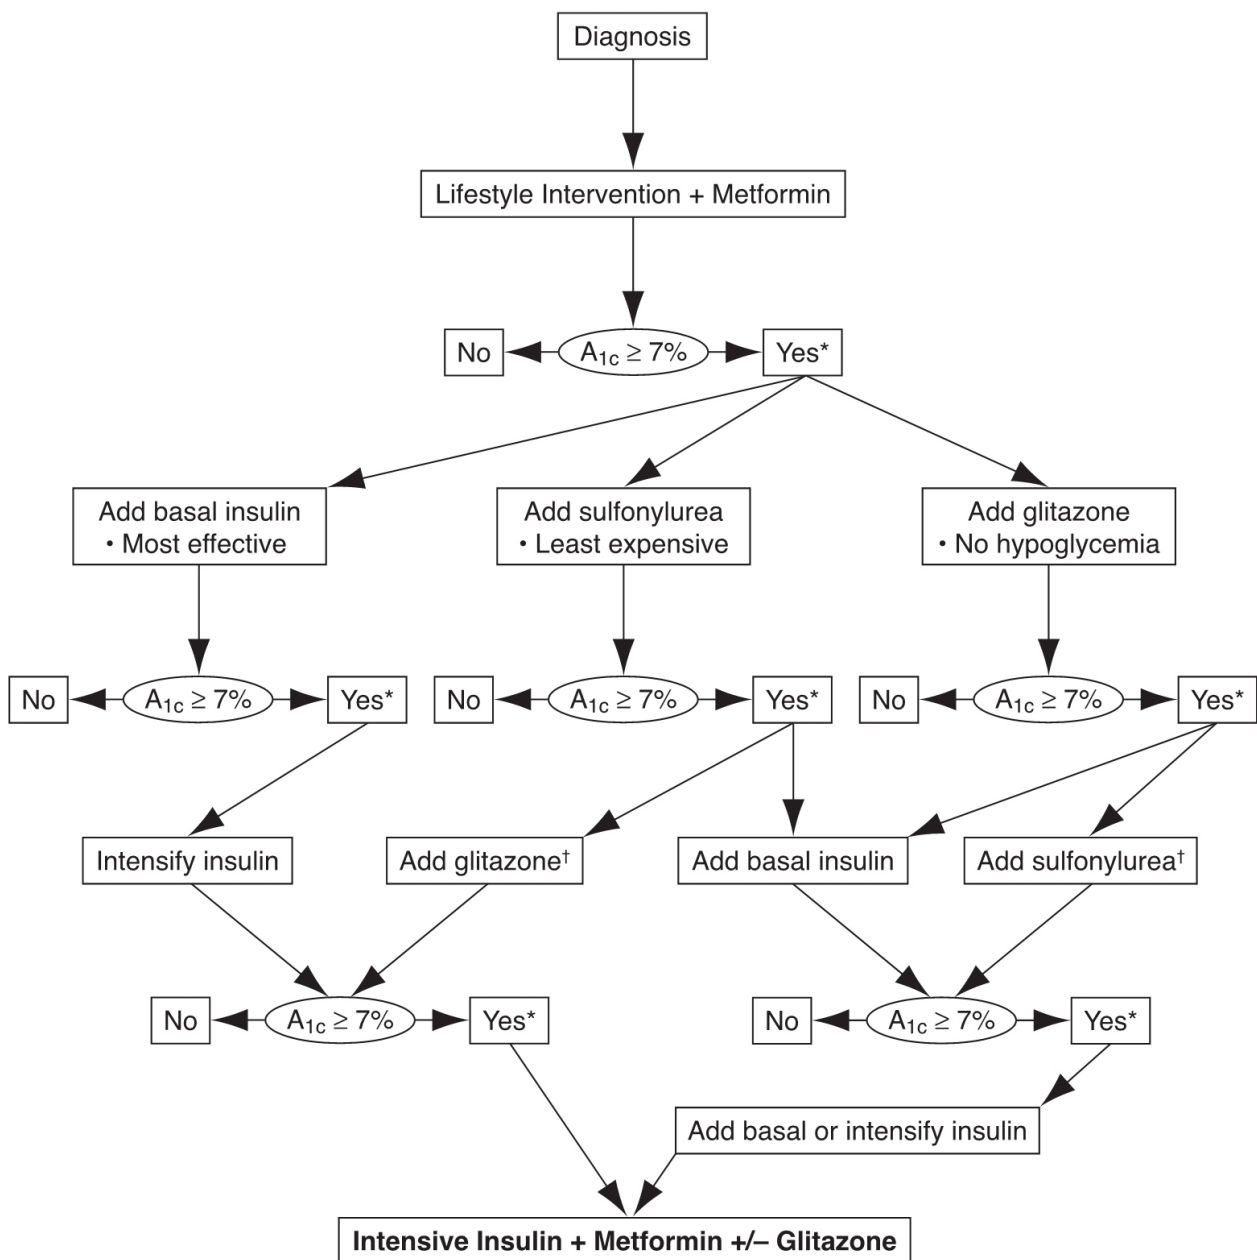 Diagnosis
Lifestyle Intervention + Metformin
No
A1c ≥ 7%
Yes*
Add basal insulin
• Most effective
Add sulfonylurea
• Least expensive
Add glitazone
• No hypoglycemia
No
A1c ≥ 7%
Yes*
No
A1c ≥ 7%
Yes*
No
A1c ≥ 7%
Yes*
Intensify insulin
Add glitazone†
Add basal insulin
Add sulfonylurea†
No
A1c ≥ 7%
Yes*
No
A1c ≥ 7%
Yes*
Add basal or intensify insulin
Intensive Insulin + Metformin +/– Glitazone